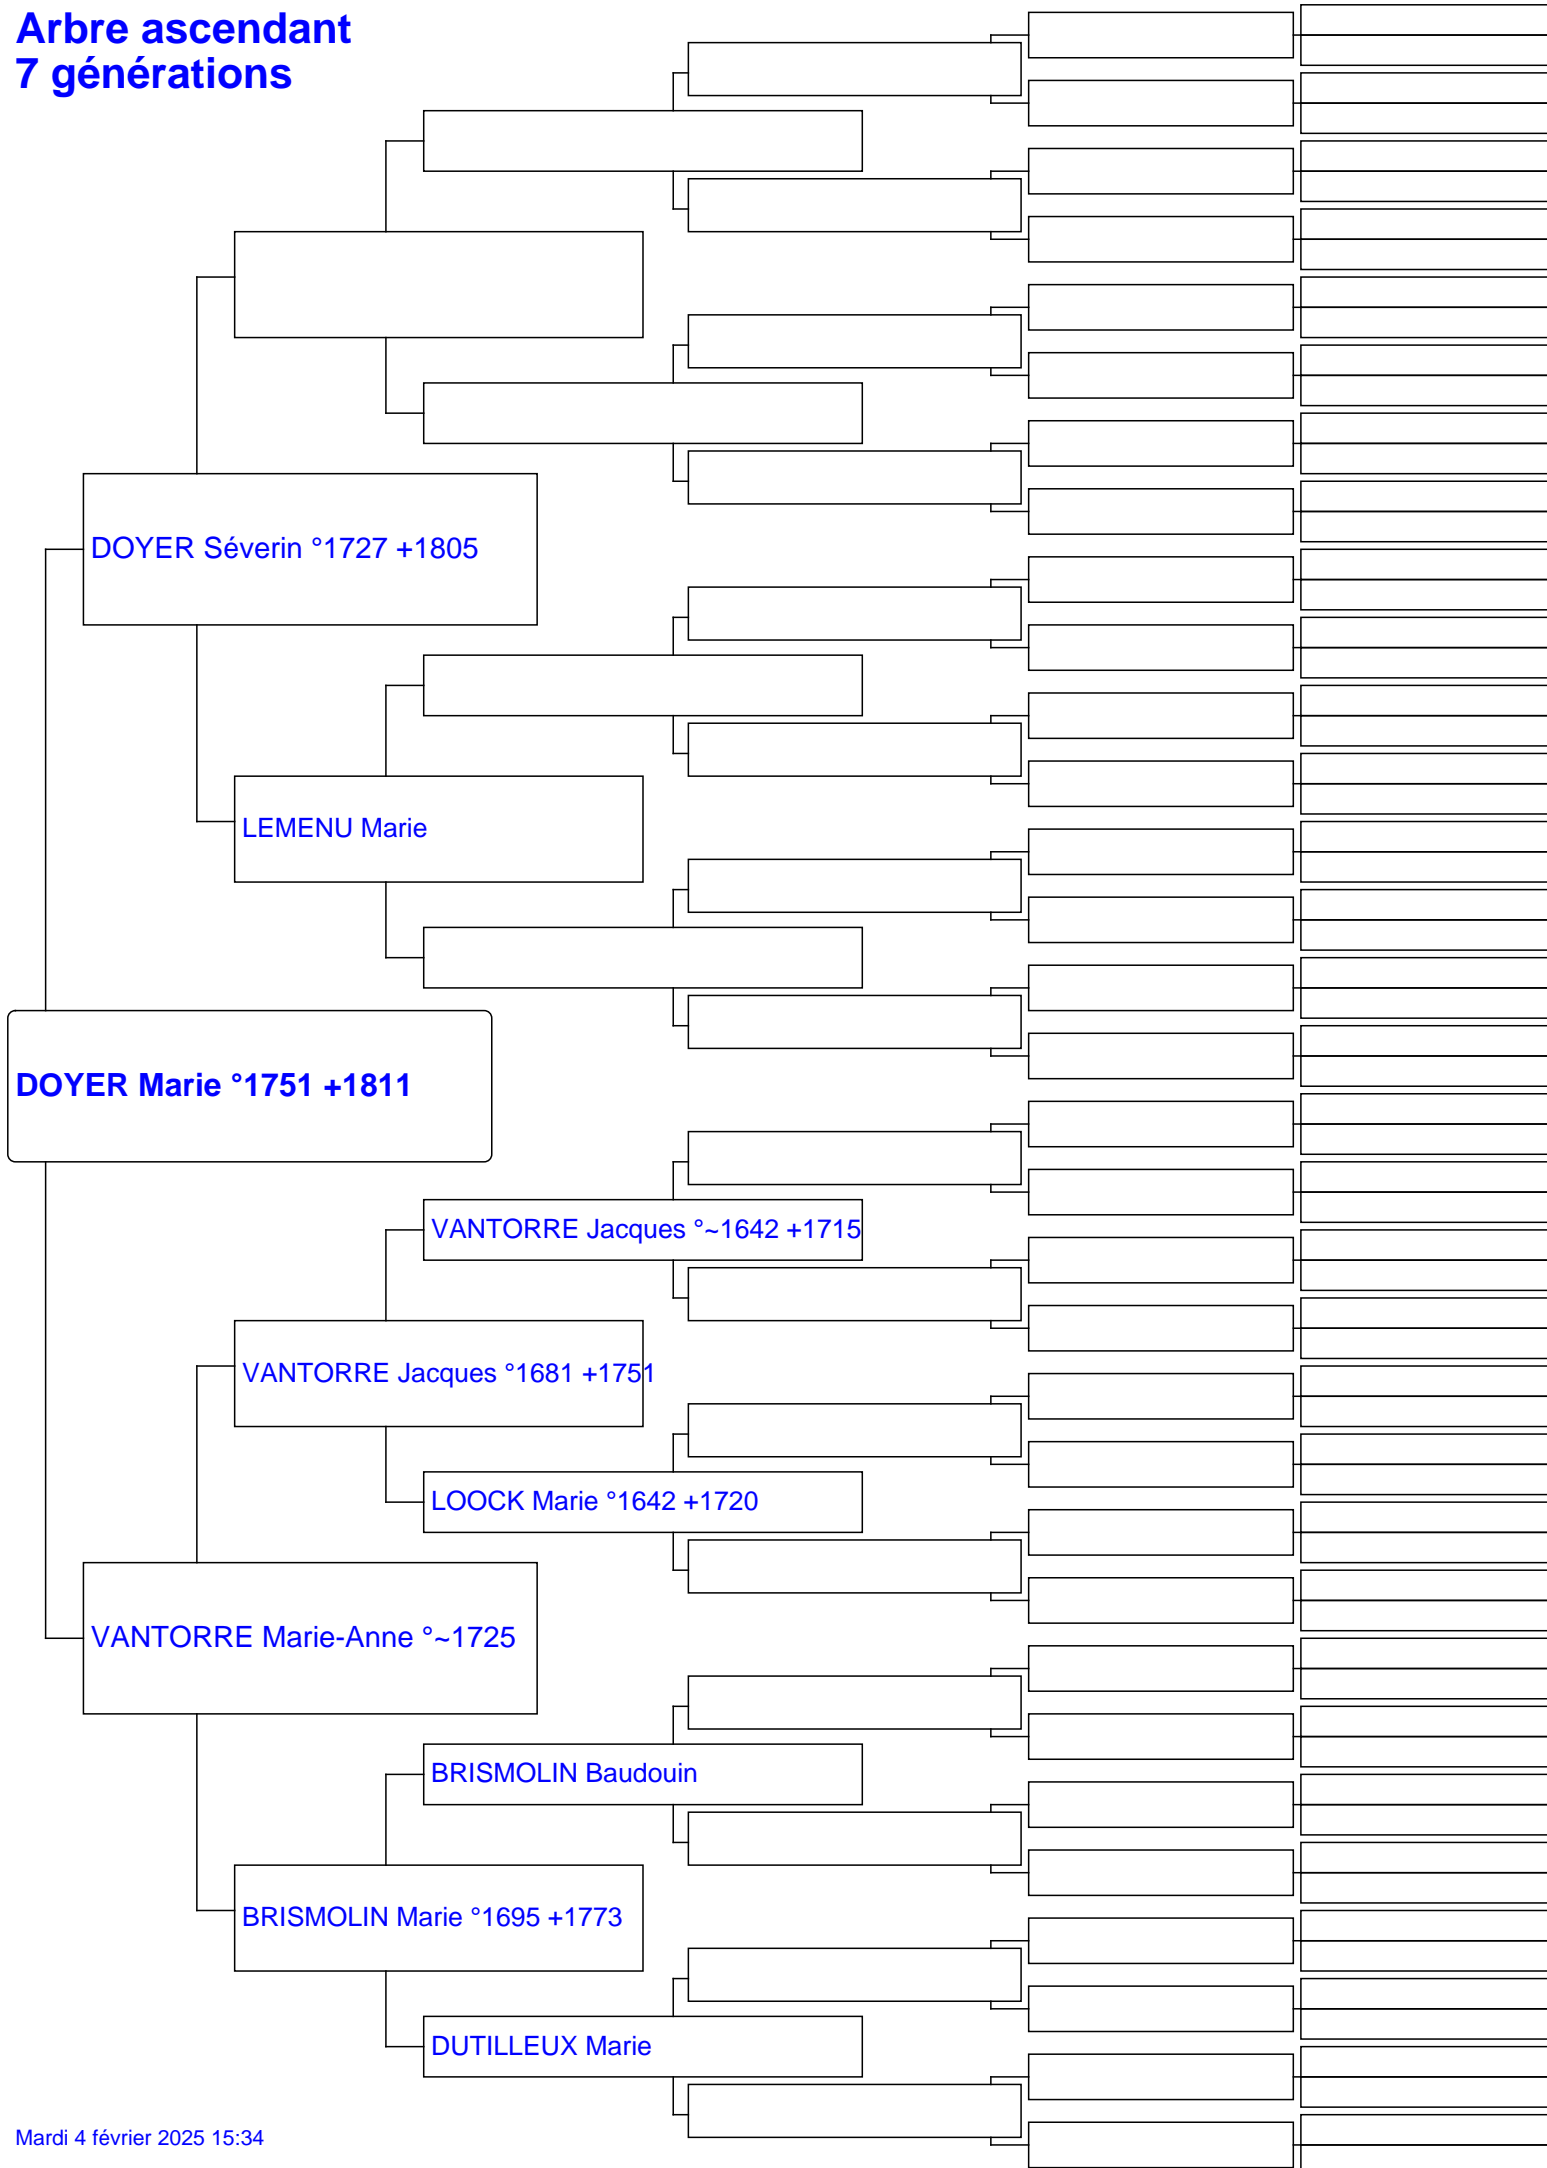 Arbre ascendant
7 générations
DOYER Séverin °1727 +1805
LEMENU Marie
DOYER Marie °1751 +1811
VANTORRE Jacques °~1642 +1715
VANTORRE Jacques °1681 +1751
LOOCK Marie °1642 +1720
VANTORRE Marie-Anne °~1725
BRISMOLIN Baudouin
BRISMOLIN Marie °1695 +1773
DUTILLEUX Marie
Mardi 4 février 2025 15:34